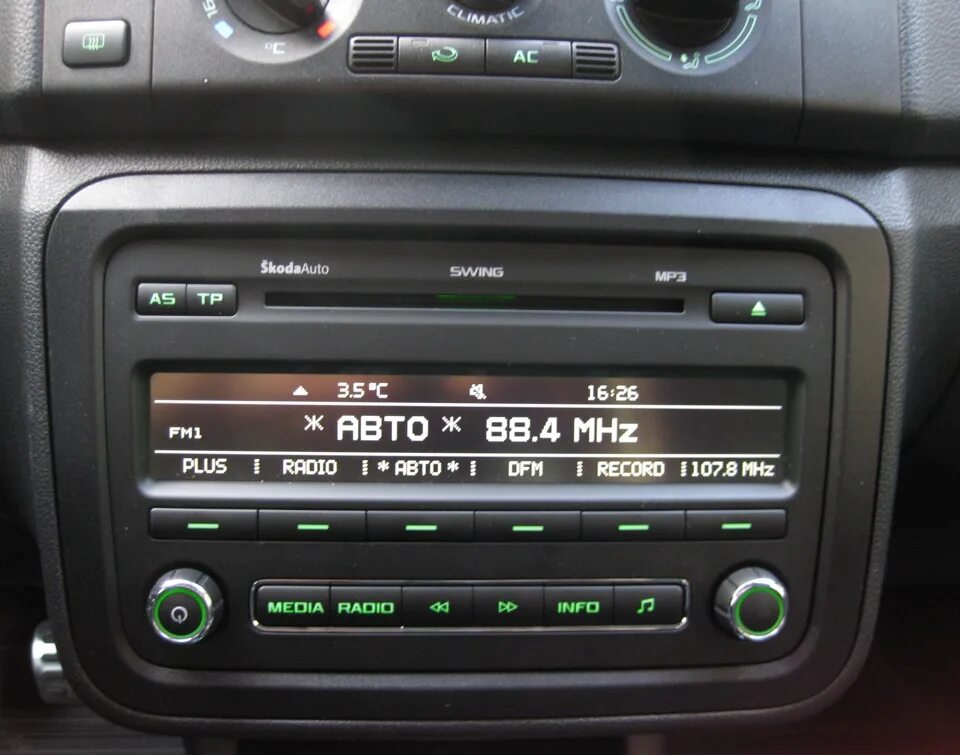 16
°C
CLIMATIC
AC
ŠkodaAuto SWING MP3
AS TP
3.5°C 16:26
FM1 * АВТО * 88.4 MHz
PLUS RADIO *АВТО* DFM RECORD 107.8 MHz
MEDIA RADIO INFO